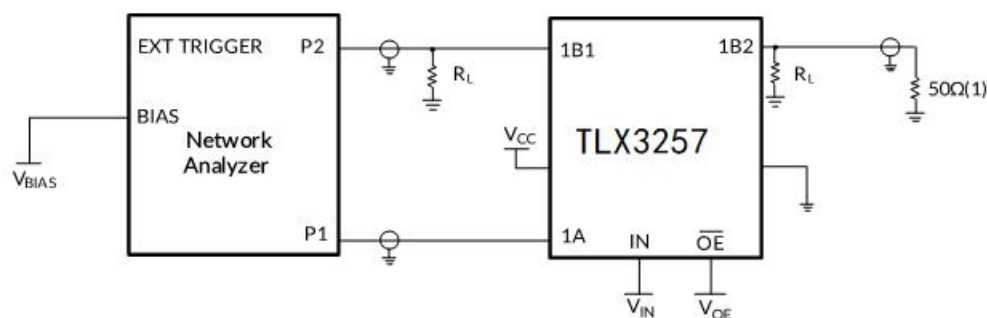 EXT TRIGGER
P2
BIAS
Network
Analyzer
V_BIAS
P1
R_L
V_CC
1B1
1B2
TLX3257
1A
IN
O̅E̅
V_IN
V_OE
R_L
50Ω(1)